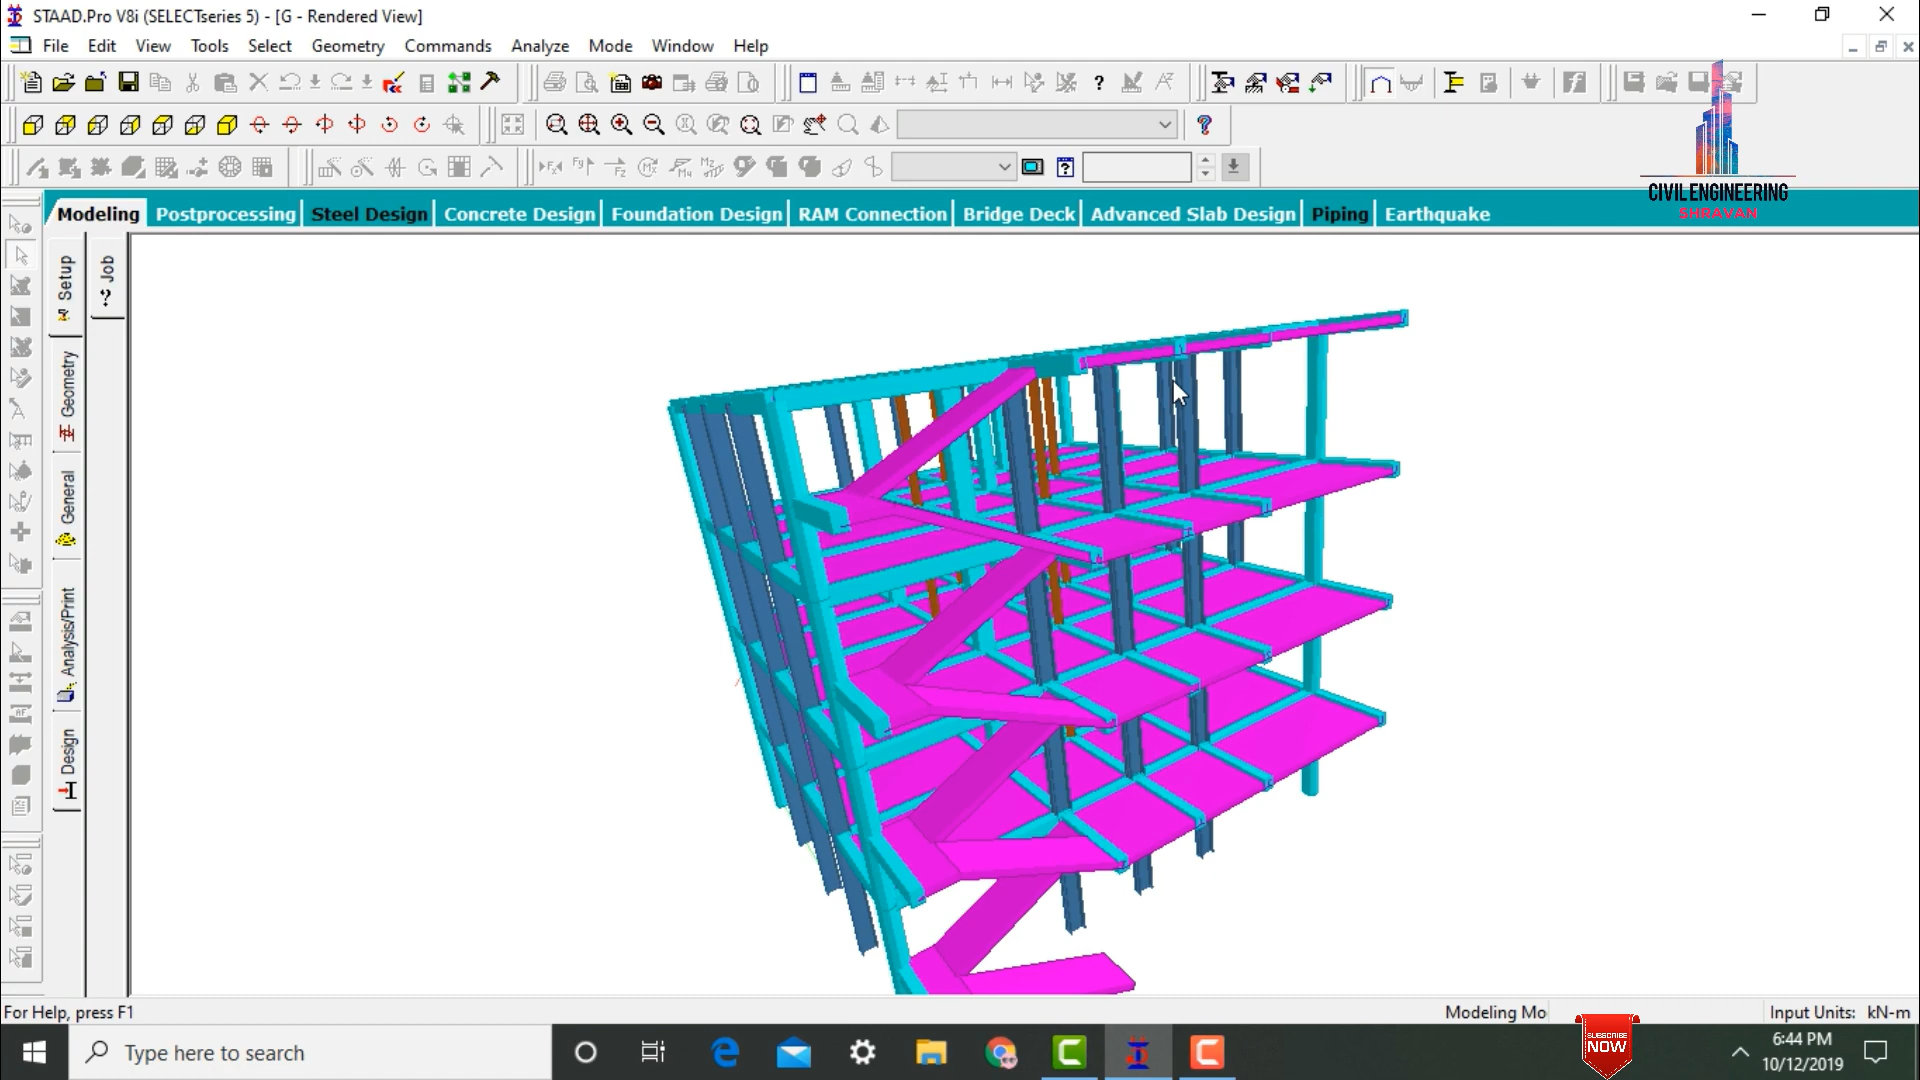 STAAD.Pro V8i (SELECTseries 5) - [G - Rendered View]
File Edit View Tools Select Geometry Commands Analyze Mode Window Help
CIVIL ENGINEERING
SHRAVAN
Modeling Postprocessing Steel Design Concrete Design Foundation Design RAM Connection Bridge Deck Advanced Slab Design Piping Earthquake
Setup
Geometry
General
Analysis/Print
Design
Job
For Help, press F1
Modeling Mo
Input Units: kN-m
Type here to search
SUBSCRIBE
NOW
6:44 PM
10/12/2019